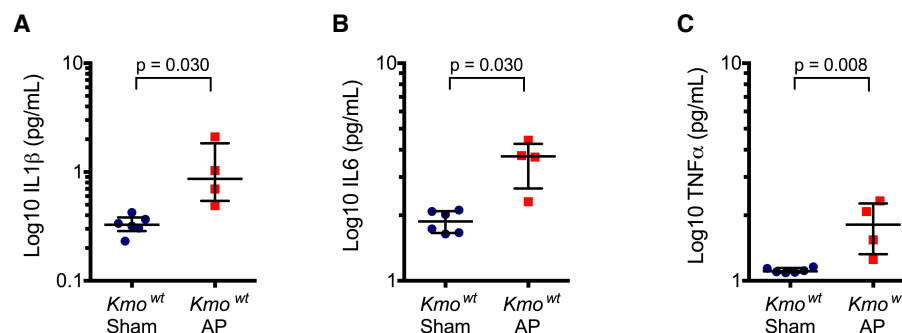 A
B
C
p = 0.030
p = 0.030
p = 0.008
Log10 IL1β (pg/mL)
10
1
0.1
Kmo wt
Sham
Kmo wt
AP
Log10 IL6 (pg/mL)
10
1
Kmo wt
Sham
Kmo wt
AP
Log10 TNFα (pg/mL)
10
1
Kmo wt
Sham
Kmo w
AP